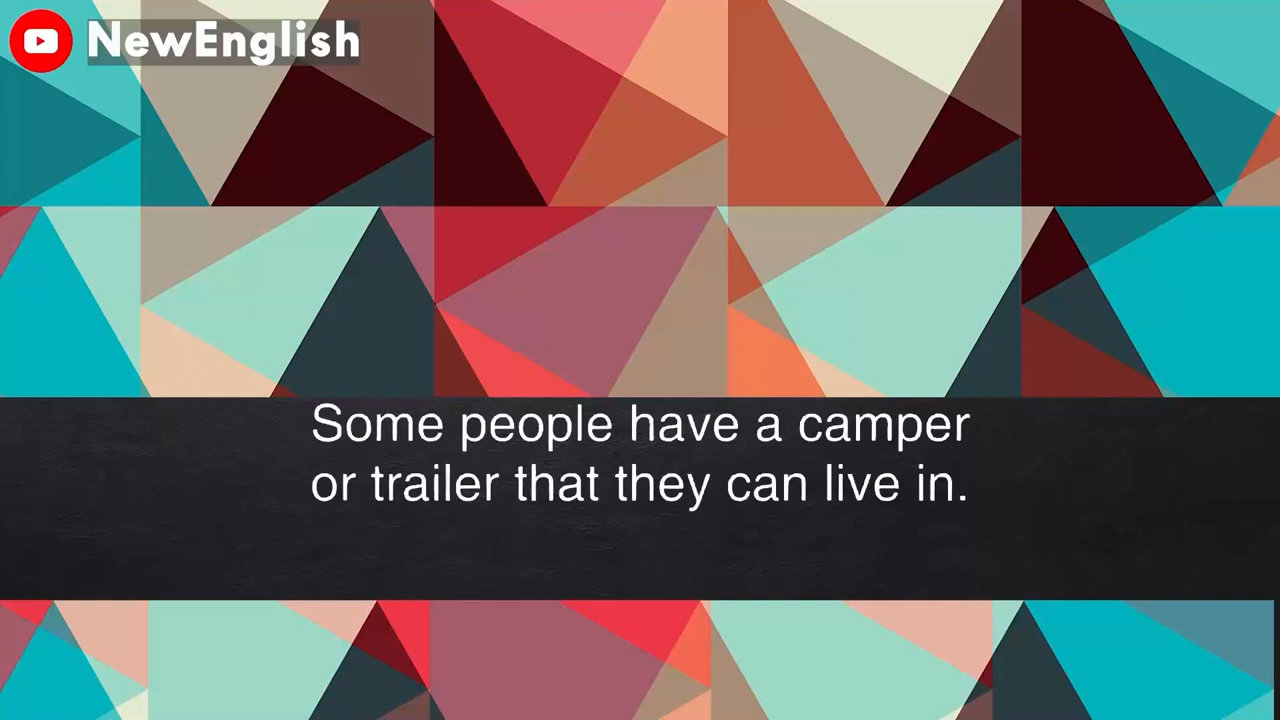 NewEnglish
Some people have a camper
or trailer that they can live in.